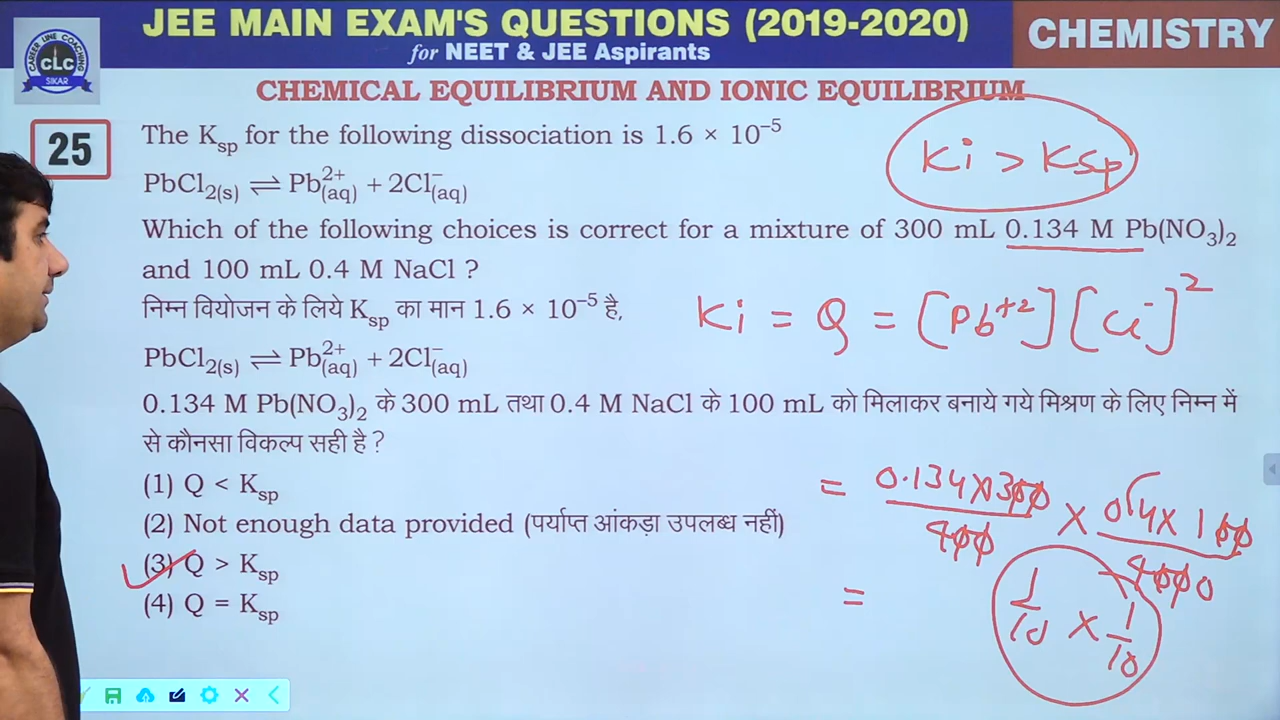 JEE MAIN EXAM'S QUESTIONS (2019-2020)
for NEET & JEE Aspirants
CHEMISTRY
CAREER LINE COACHING
CLC
SIKAR
CHEMICAL EQUILIBRIUM AND IONIC EQUILIBRIUM
25
The Ksp for the following dissociation is 1.6 × 10⁻⁵
Ki > Ksp
PbCl₂(s) ⇌ Pb²⁺(aq) + 2Cl⁻(aq)
Which of the following choices is correct for a mixture of 300 mL 0.134 M Pb(NO₃)₂
and 100 mL 0.4 M NaCl ?
निम्न वियोजन के लिये Ksp का मान 1.6 × 10⁻⁵ है,
Ki = Q = [Pb⁺²][Cl⁻]²
PbCl₂(s) ⇌ Pb²⁺(aq) + 2Cl⁻(aq)
0.134 M Pb(NO₃)₂ के 300 mL तथा 0.4 M NaCl के 100 mL को मिलाकर बनाये गये मिश्रण के लिए निम्न में
से कौनसा विकल्प सही है ?
(1) Q < Ksp
(2) Not enough data provided (पर्याप्त आंकड़ा उपलब्ध नहीं)
(3) Q > Ksp
(4) Q = Ksp
= 0.134×300 / 400 × 0.4×100 / 4000
= 1/10 × 1/10